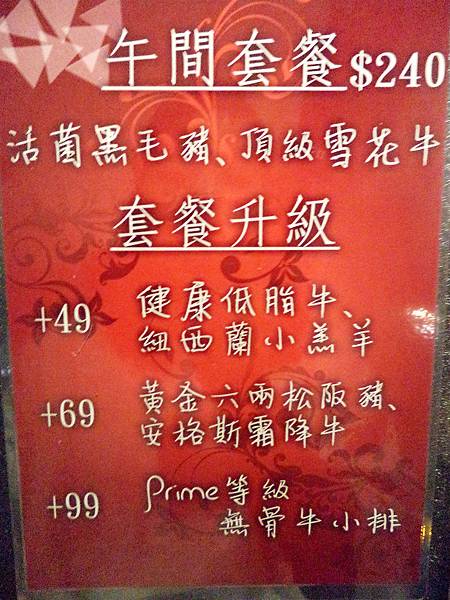 午間套餐$240
活菌黑毛豬、頂級雪花牛
套餐升級
+49 健康低脂牛、
紐西蘭小羔羊
+69 黃金六兩松阪豬、
安格斯霜降牛
+99 Prime等級
無骨牛小排